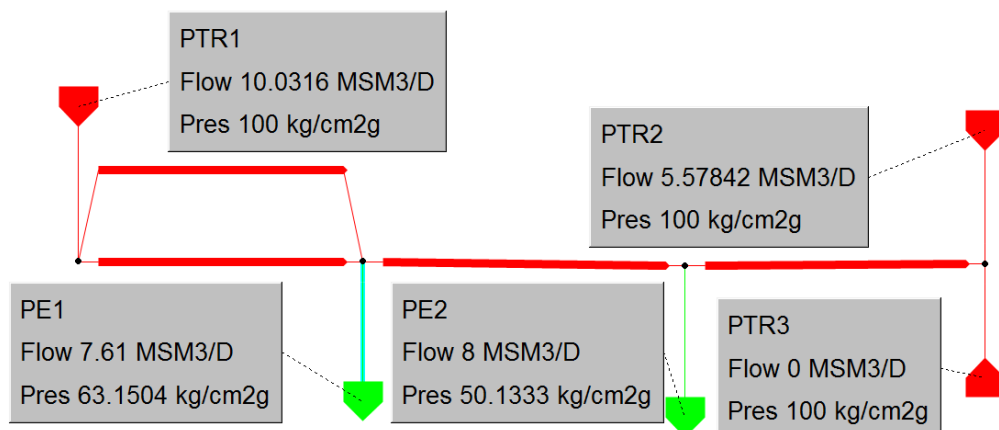 PTR1
Flow 10.0316 MSM3/D
Pres 100 kg/cm2g
PTR2
Flow 5.57842 MSM3/D
Pres 100 kg/cm2g
PE1
Flow 7.61 MSM3/D
Pres 63.1504 kg/cm2g
PE2
Flow 8 MSM3/D
Pres 50.1333 kg/cm2g
PTR3
Flow 0 MSM3/D
Pres 100 kg/cm2g